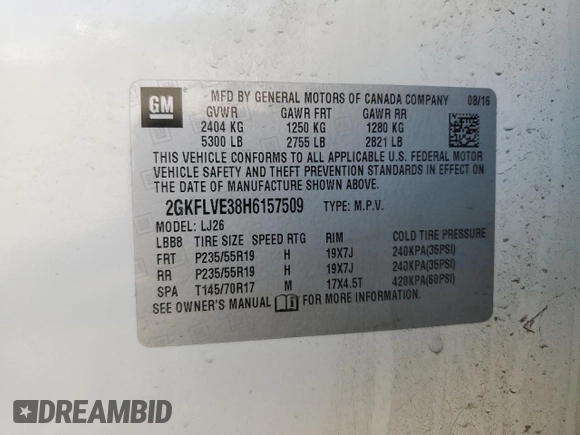 GM
MFD BY GENERAL MOTORS OF CANADA COMPANY 08/16
GVWR GAWR FRT GAWR RR
2404 KG 1250 KG 1280 KG
5300 LB 2755 LB 2821 LB
THIS VEHICLE CONFORMS TO ALL APPLICABLE U.S. FEDERAL MOTOR
VEHICLE SAFETY AND THEFT PREVENTION STANDARDS IN EFFECT ON
THE DATE OF MANUFACTURE SHOWN ABOVE.
2GKFLVE38H6157509 TYPE: M.P.V.
MODEL: LJ26
LBB8 TIRE SIZE SPEED RTG RIM COLD TIRE PRESSURE
FRT P235/55R19 H 19X7J 240KPA(35PSI)
RR P235/55R19 H 19X7J 240KPA(35PSI)
SPA T145/70R17 M 17X4.5T 420KPA(60PSI)
SEE OWNER'S MANUAL FOR MORE INFORMATION.
DREAMBID